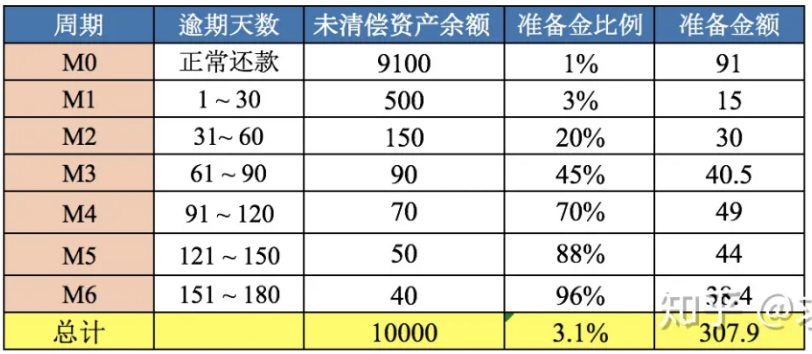 周期 逾期天数 未清偿资产余额 准备金比例 准备金额
M0 正常还款 9100 1% 91
M1 1 ~ 30 500 3% 15
M2 31~ 60 150 20% 30
M3 61 ~ 90 90 45% 40.5
M4 91 ~ 120 70 70% 49
M5 121 ~ 150 50 88% 44
M6 151 ~ 180 40 96% 38.4
总计 10000 3.1% 307.9
知乎